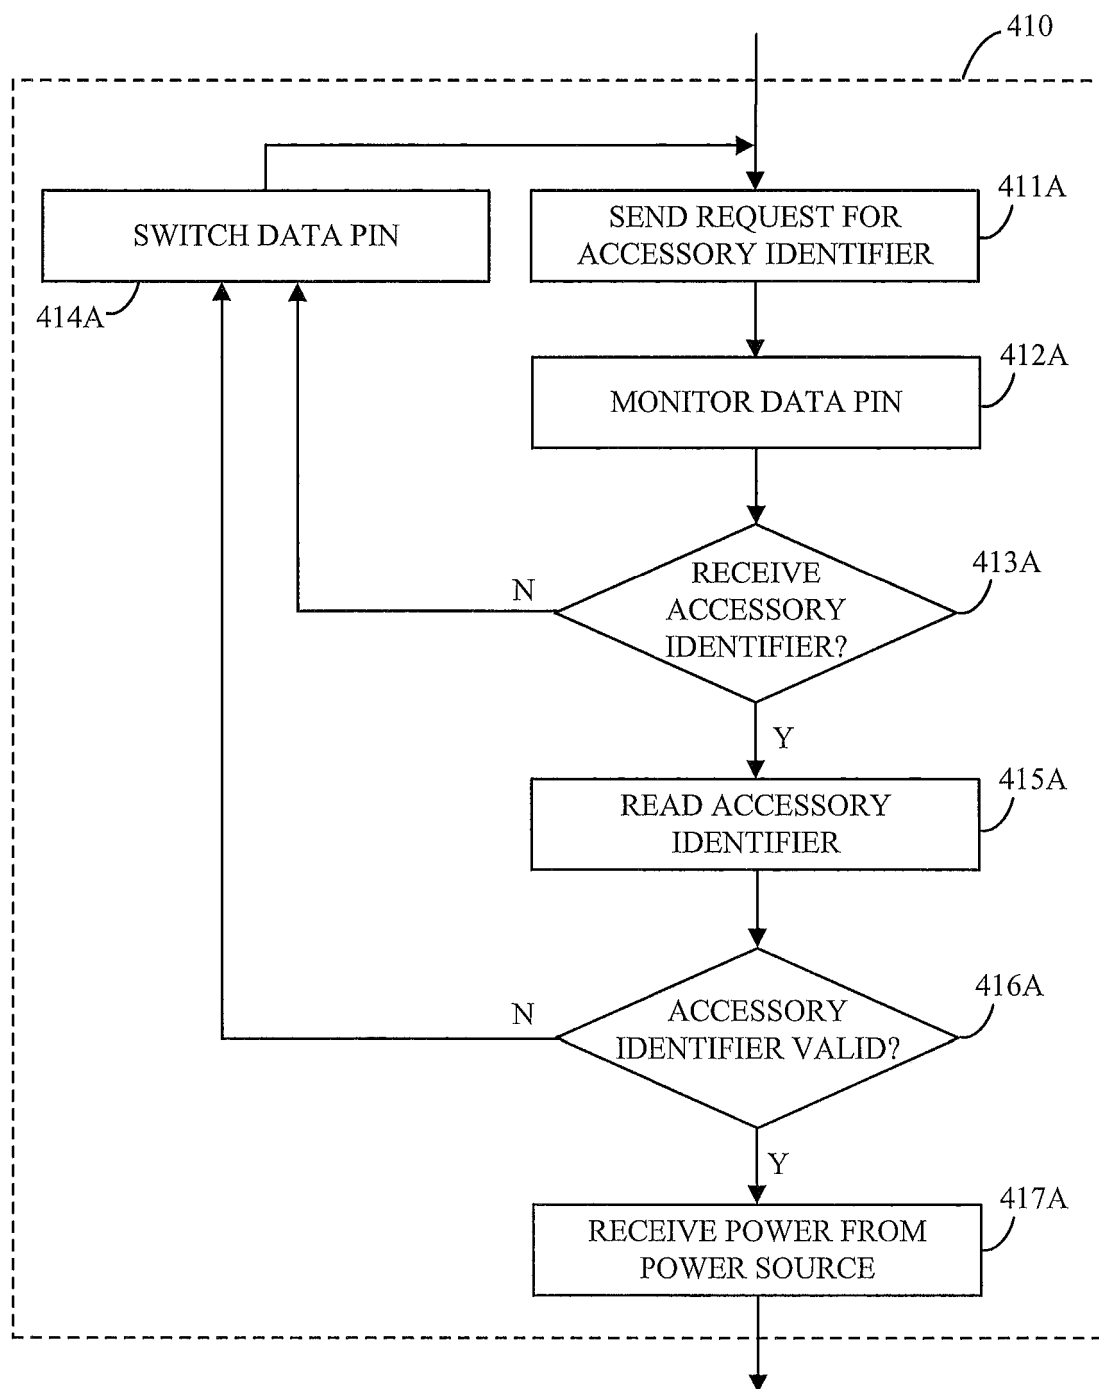 410
SWITCH DATA PIN
414A
SEND REQUEST FOR
ACCESSORY IDENTIFIER
411A
MONITOR DATA PIN
412A
RECEIVE
ACCESSORY
IDENTIFIER?
413A
N
Y
READ ACCESSORY
IDENTIFIER
415A
ACCESSORY
IDENTIFIER VALID?
416A
N
Y
RECEIVE POWER FROM
POWER SOURCE
417A